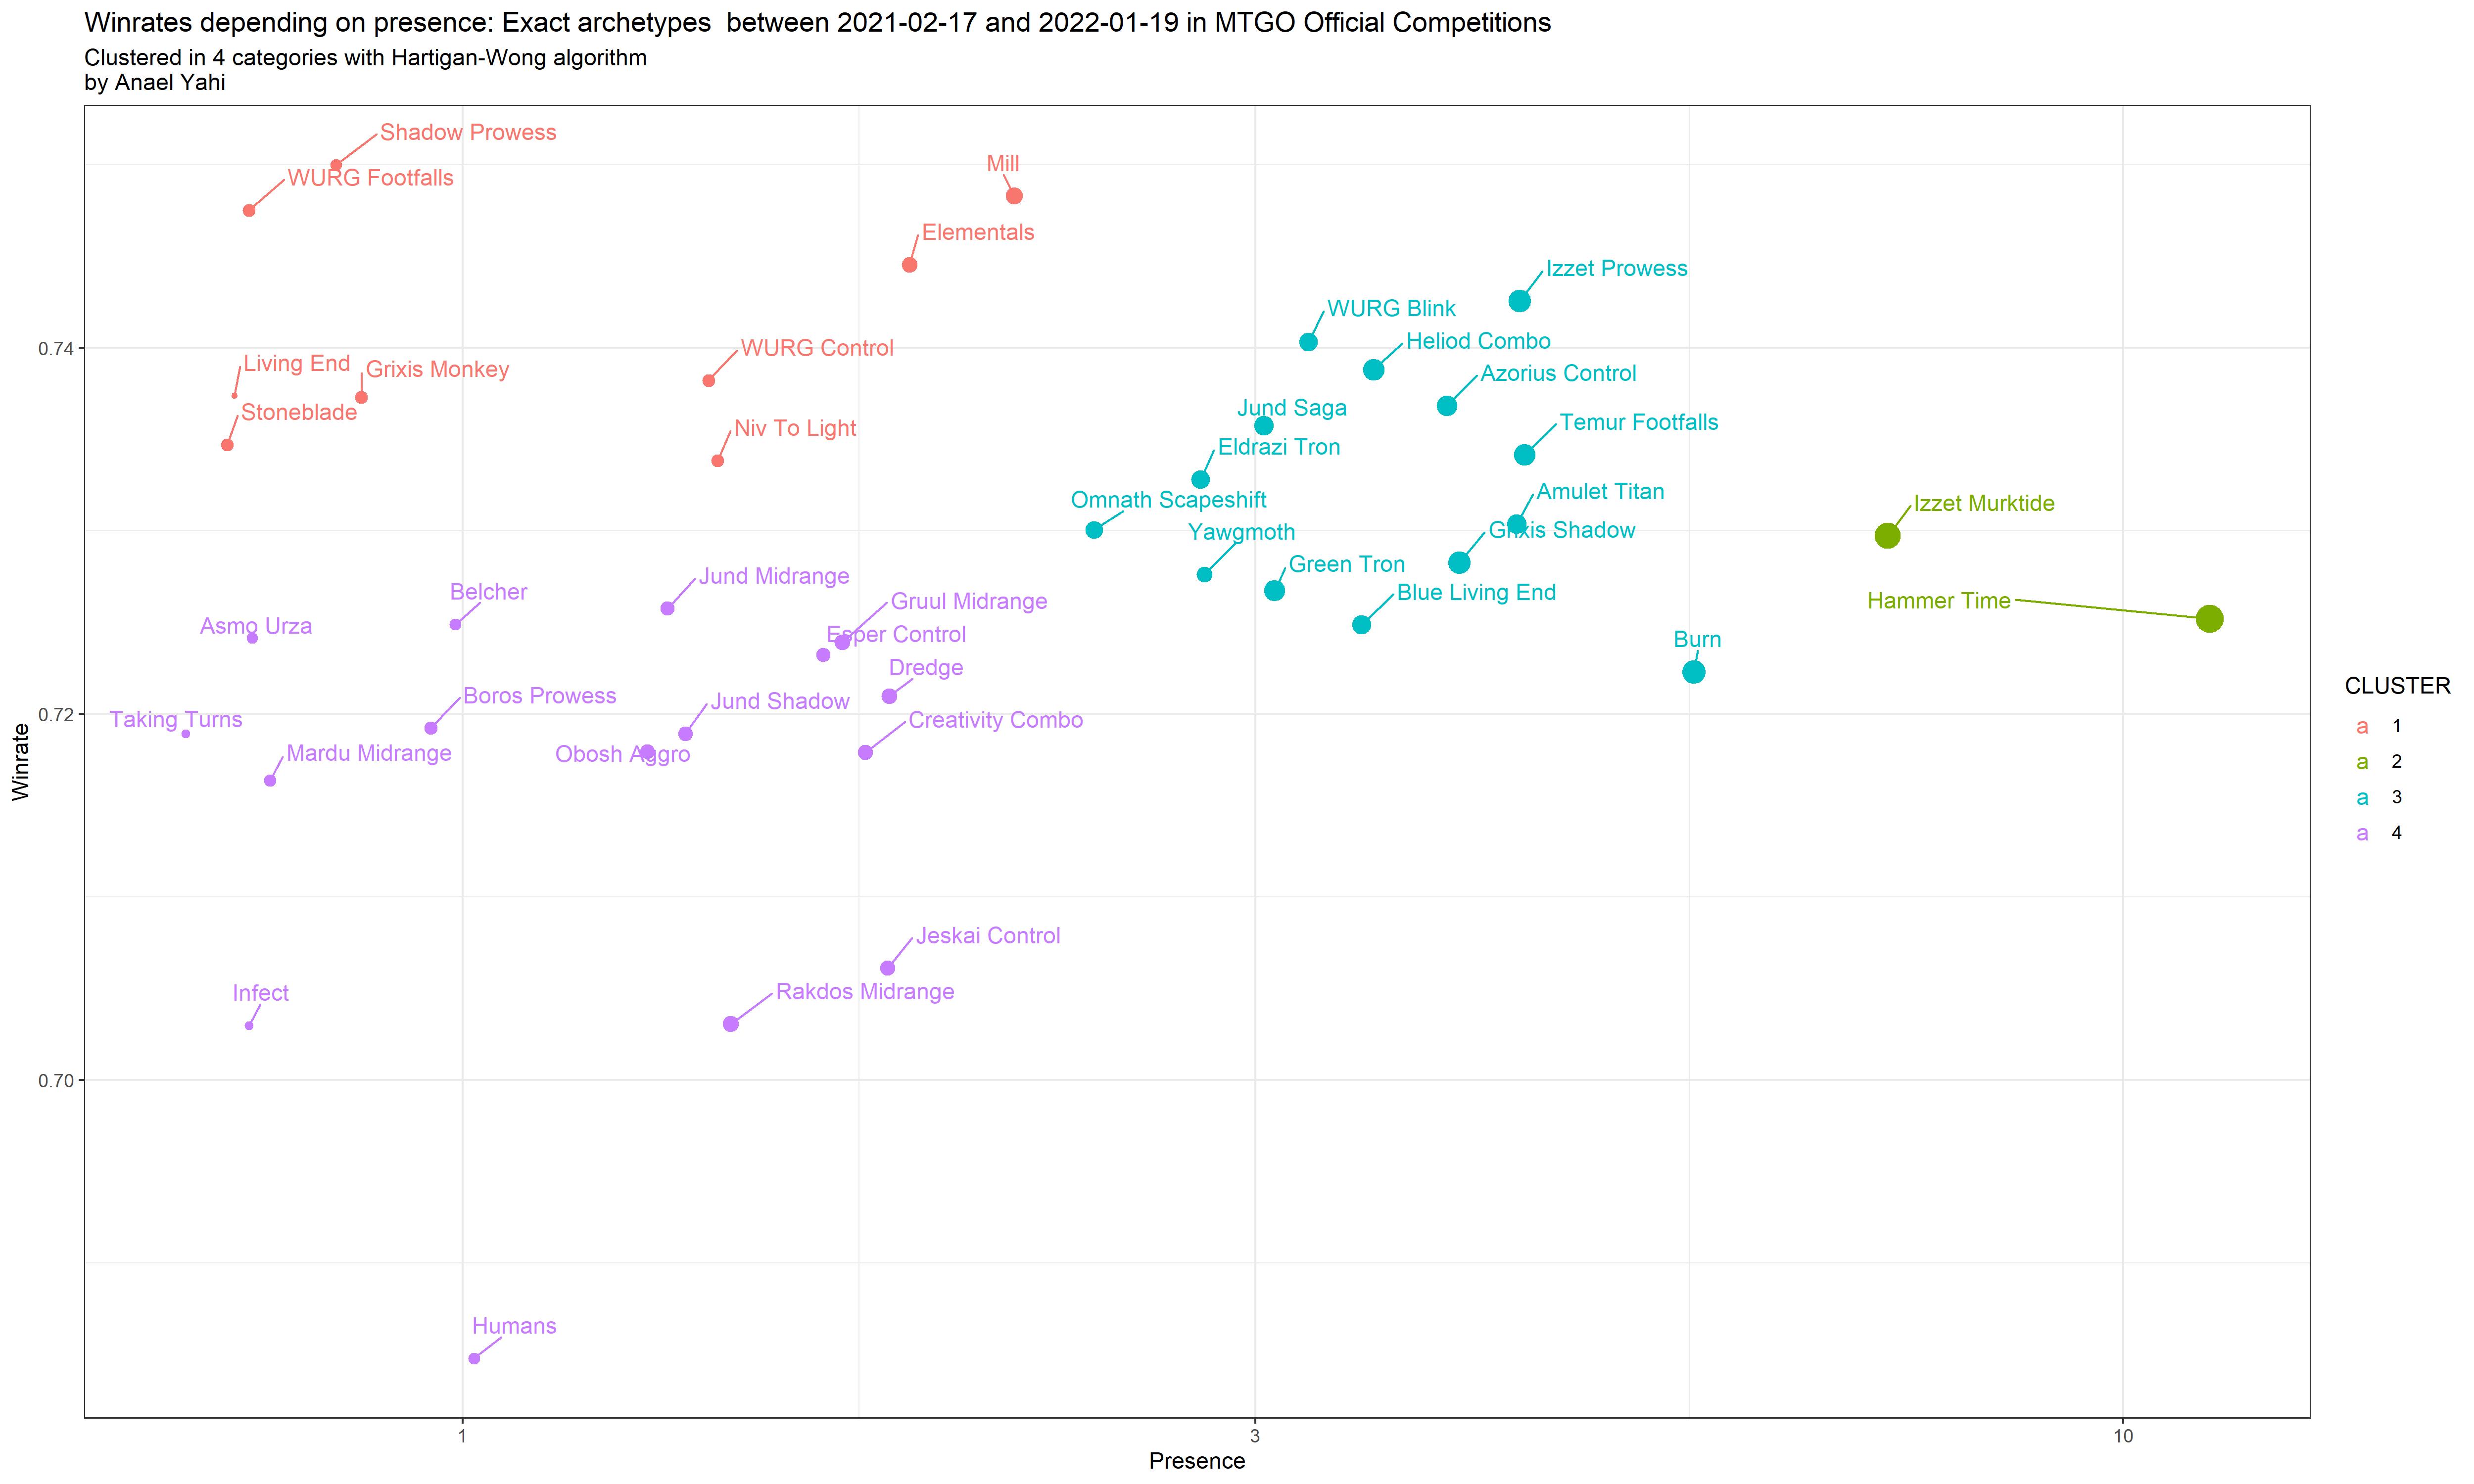 Winrates depending on presence: Exact archetypes  between 2021-02-17 and 2022-01-19 in MTGO Official Competitions
Clustered in 4 categories with Hartigan-Wong algorithm
by Anael Yahi
Shadow Prowess
WURG Footfalls
Mill
Elementals
Izzet Prowess
WURG Blink
Heliod Combo
0.74
WURG Control
Living End
Grixis Monkey
Azorius Control
Stoneblade
Jund Saga
Temur Footfalls
Niv To Light
Eldrazi Tron
Amulet Titan
Omnath Scapeshift
Izzet Murktide
Yawgmoth
Grixis Shadow
Green Tron
Jund Midrange
Belcher
Blue Living End
Gruul Midrange
Hammer Time
Asmo Urza
Esper Control
Burn
Dredge
Boros Prowess
Jund Shadow
0.72
Taking Turns
Creativity Combo
Mardu Midrange
Obosh Aggro
Winrate
CLUSTER
a 1
a 2
a 3
a 4
Jeskai Control
Infect
Rakdos Midrange
0.70
Humans
1
3
10
Presence